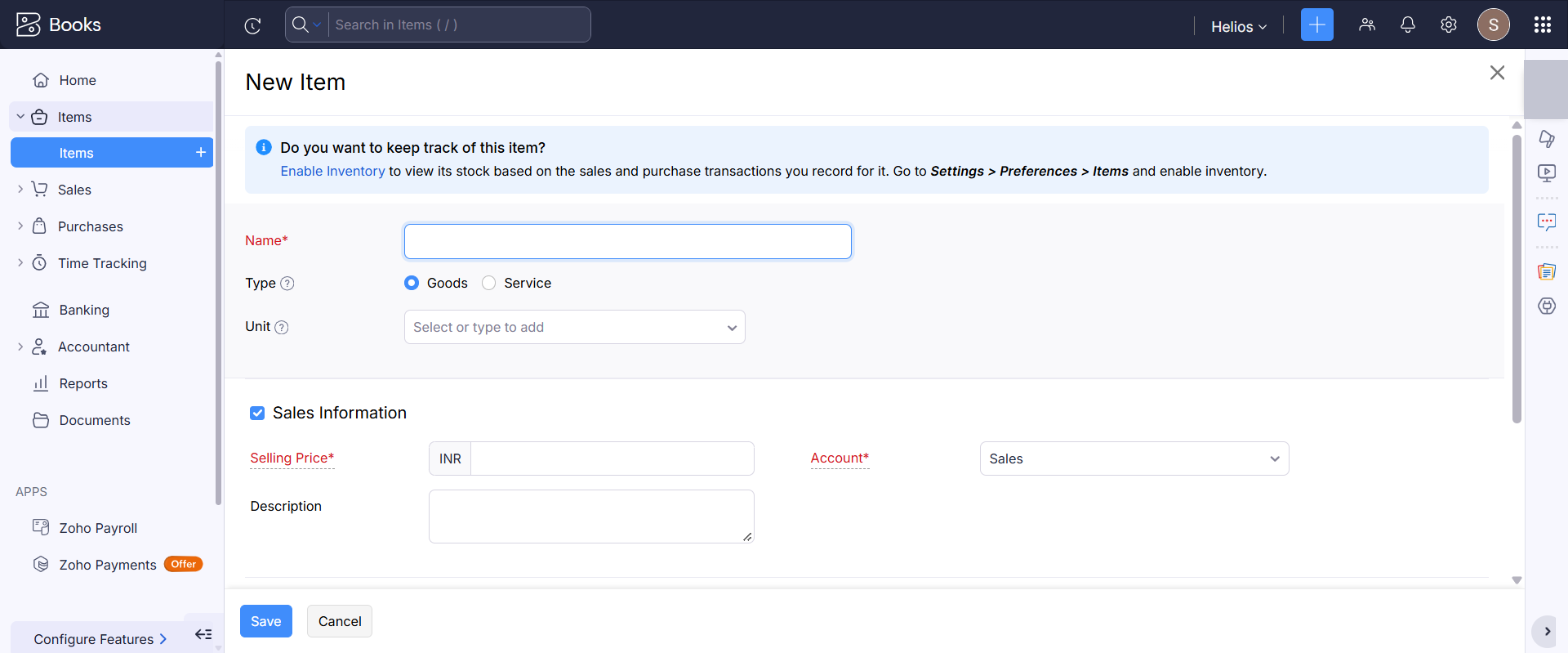 Books
Search in Items ( / )
Helios
S
Home
Items
Items
Sales
Purchases
Time Tracking
Banking
Accountant
Reports
Documents
APPS
Zoho Payroll
Zoho Payments Offer
Configure Features
New Item
Do you want to keep track of this item?
Enable Inventory to view its stock based on the sales and purchase transactions you record for it. Go to Settings > Preferences > Items and enable inventory.
Name*
Type ? Goods Service
Unit ? Select or type to add
Sales Information
Selling Price* INR Account* Sales
Description
Save Cancel